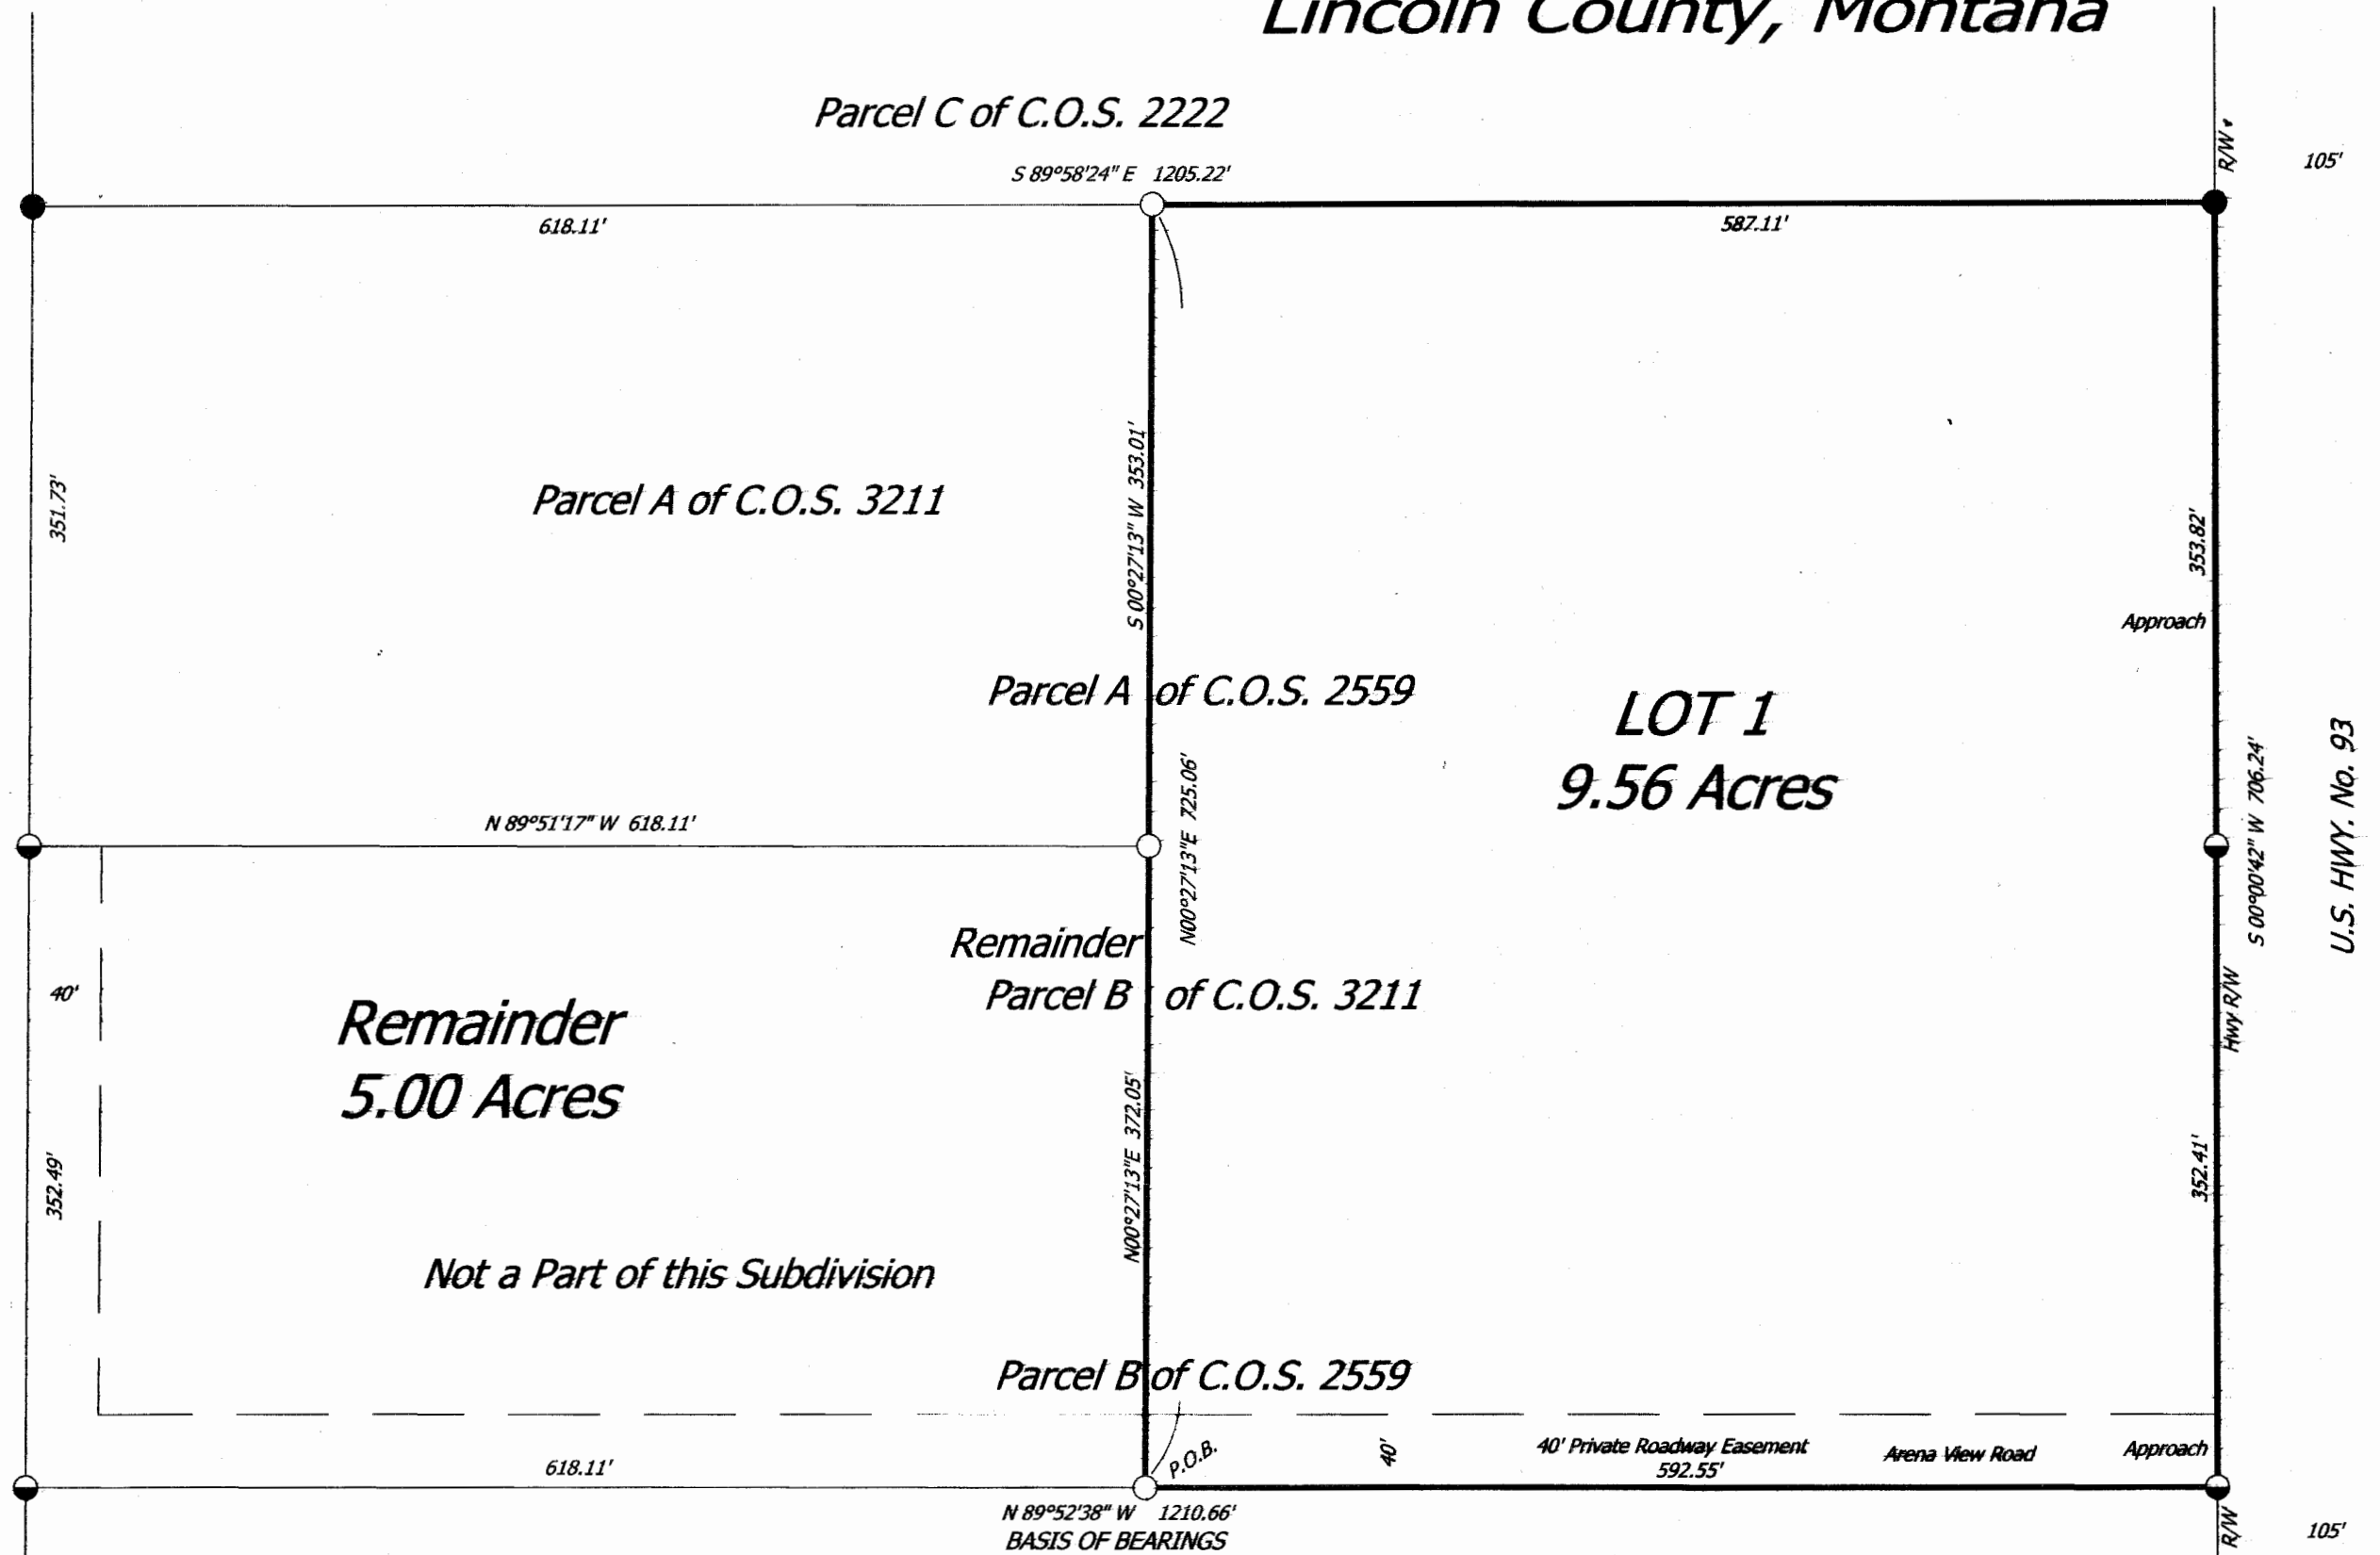 Lincoln County, Montana
Parcel C of C.O.S. 2222
R/W
105'
S 89°58'24" E 1205.22'
618.11'
587.11'
351.73'
Parcel A of C.O.S. 3211
S 00°27'13" W 353.01'
353.82'
Approach
Parcel A of C.O.S. 2559
LOT 1
9.56 Acres
N 89°51'17" W 618.11'
N00°27'13"E 725.06'
S 00°00'42" W 706.24'
U.S. HWY. No. 93
Remainder
Parcel B of C.O.S. 3211
Hwy R/W
40'
Remainder
5.00 Acres
N00°27'13"E 372.05'
352.49'
352.41'
Not a Part of this Subdivision
Parcel B of C.O.S. 2559
P.O.B.
40'
40' Private Roadway Easement
Arena View Road
Approach
618.11'
592.55'
N 89°52'38" W 1210.66'
BASIS OF BEARINGS
R/W
105'